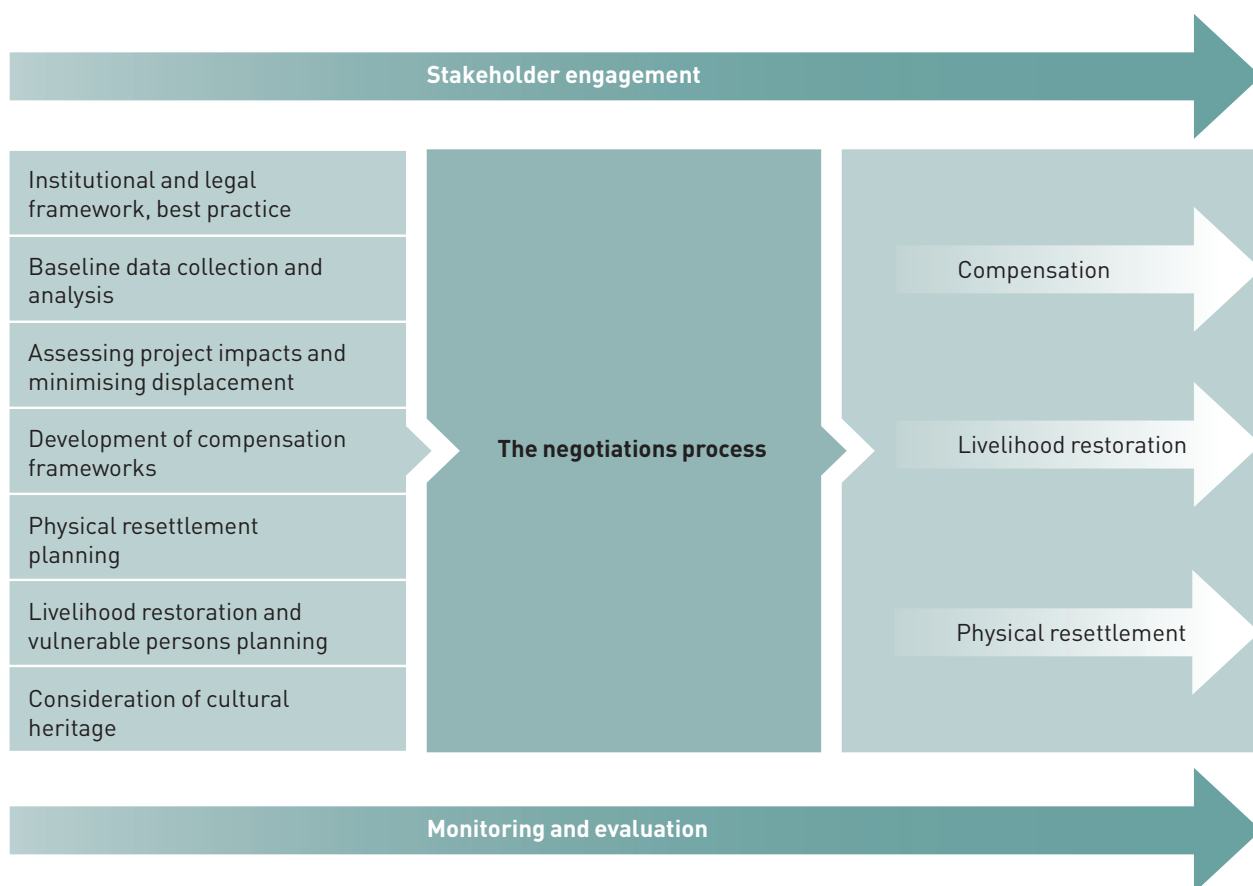 Stakeholder engagement
Institutional and legal
framework, best practice
Baseline data collection and
analysis
Assessing project impacts and
minimising displacement
Development of compensation
frameworks
Physical resettlement
planning
Livelihood restoration and
vulnerable persons planning
Consideration of cultural
heritage
The negotiations process
Compensation
Livelihood restoration
Physical resettlement
Monitoring and evaluation